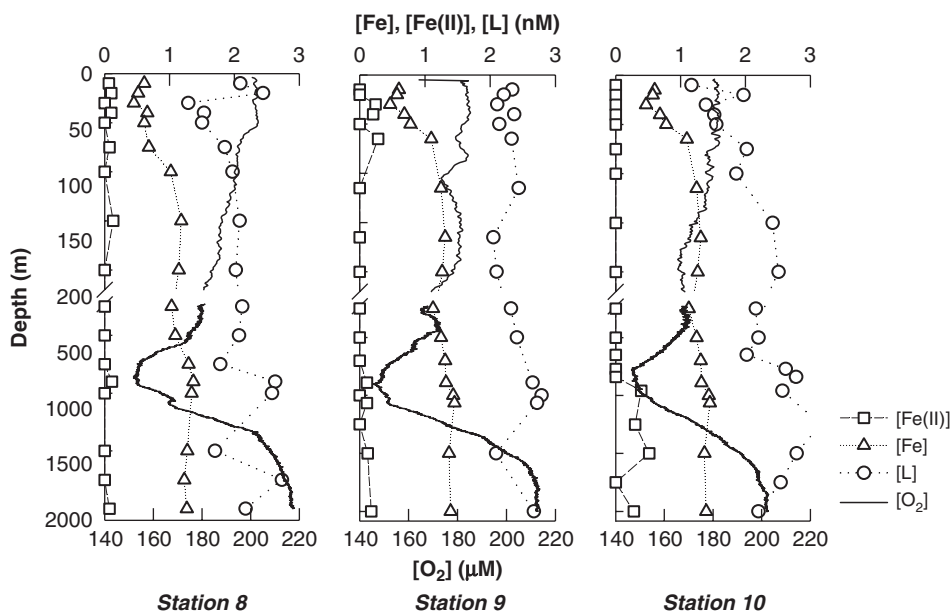 [Fe], [Fe(II)], [L] (nM)
0 1 2 3 0 1 2 3 0 1 2 3
Depth (m)
0
50
100
150
200
500
1000
1500
2000
140 160 180 200 220 140 160 180 200 220 140 160 180 200 220
[O₂] (µM)
Station 8 Station 9 Station 10
[Fe(II)]
[Fe]
[L]
[O₂]